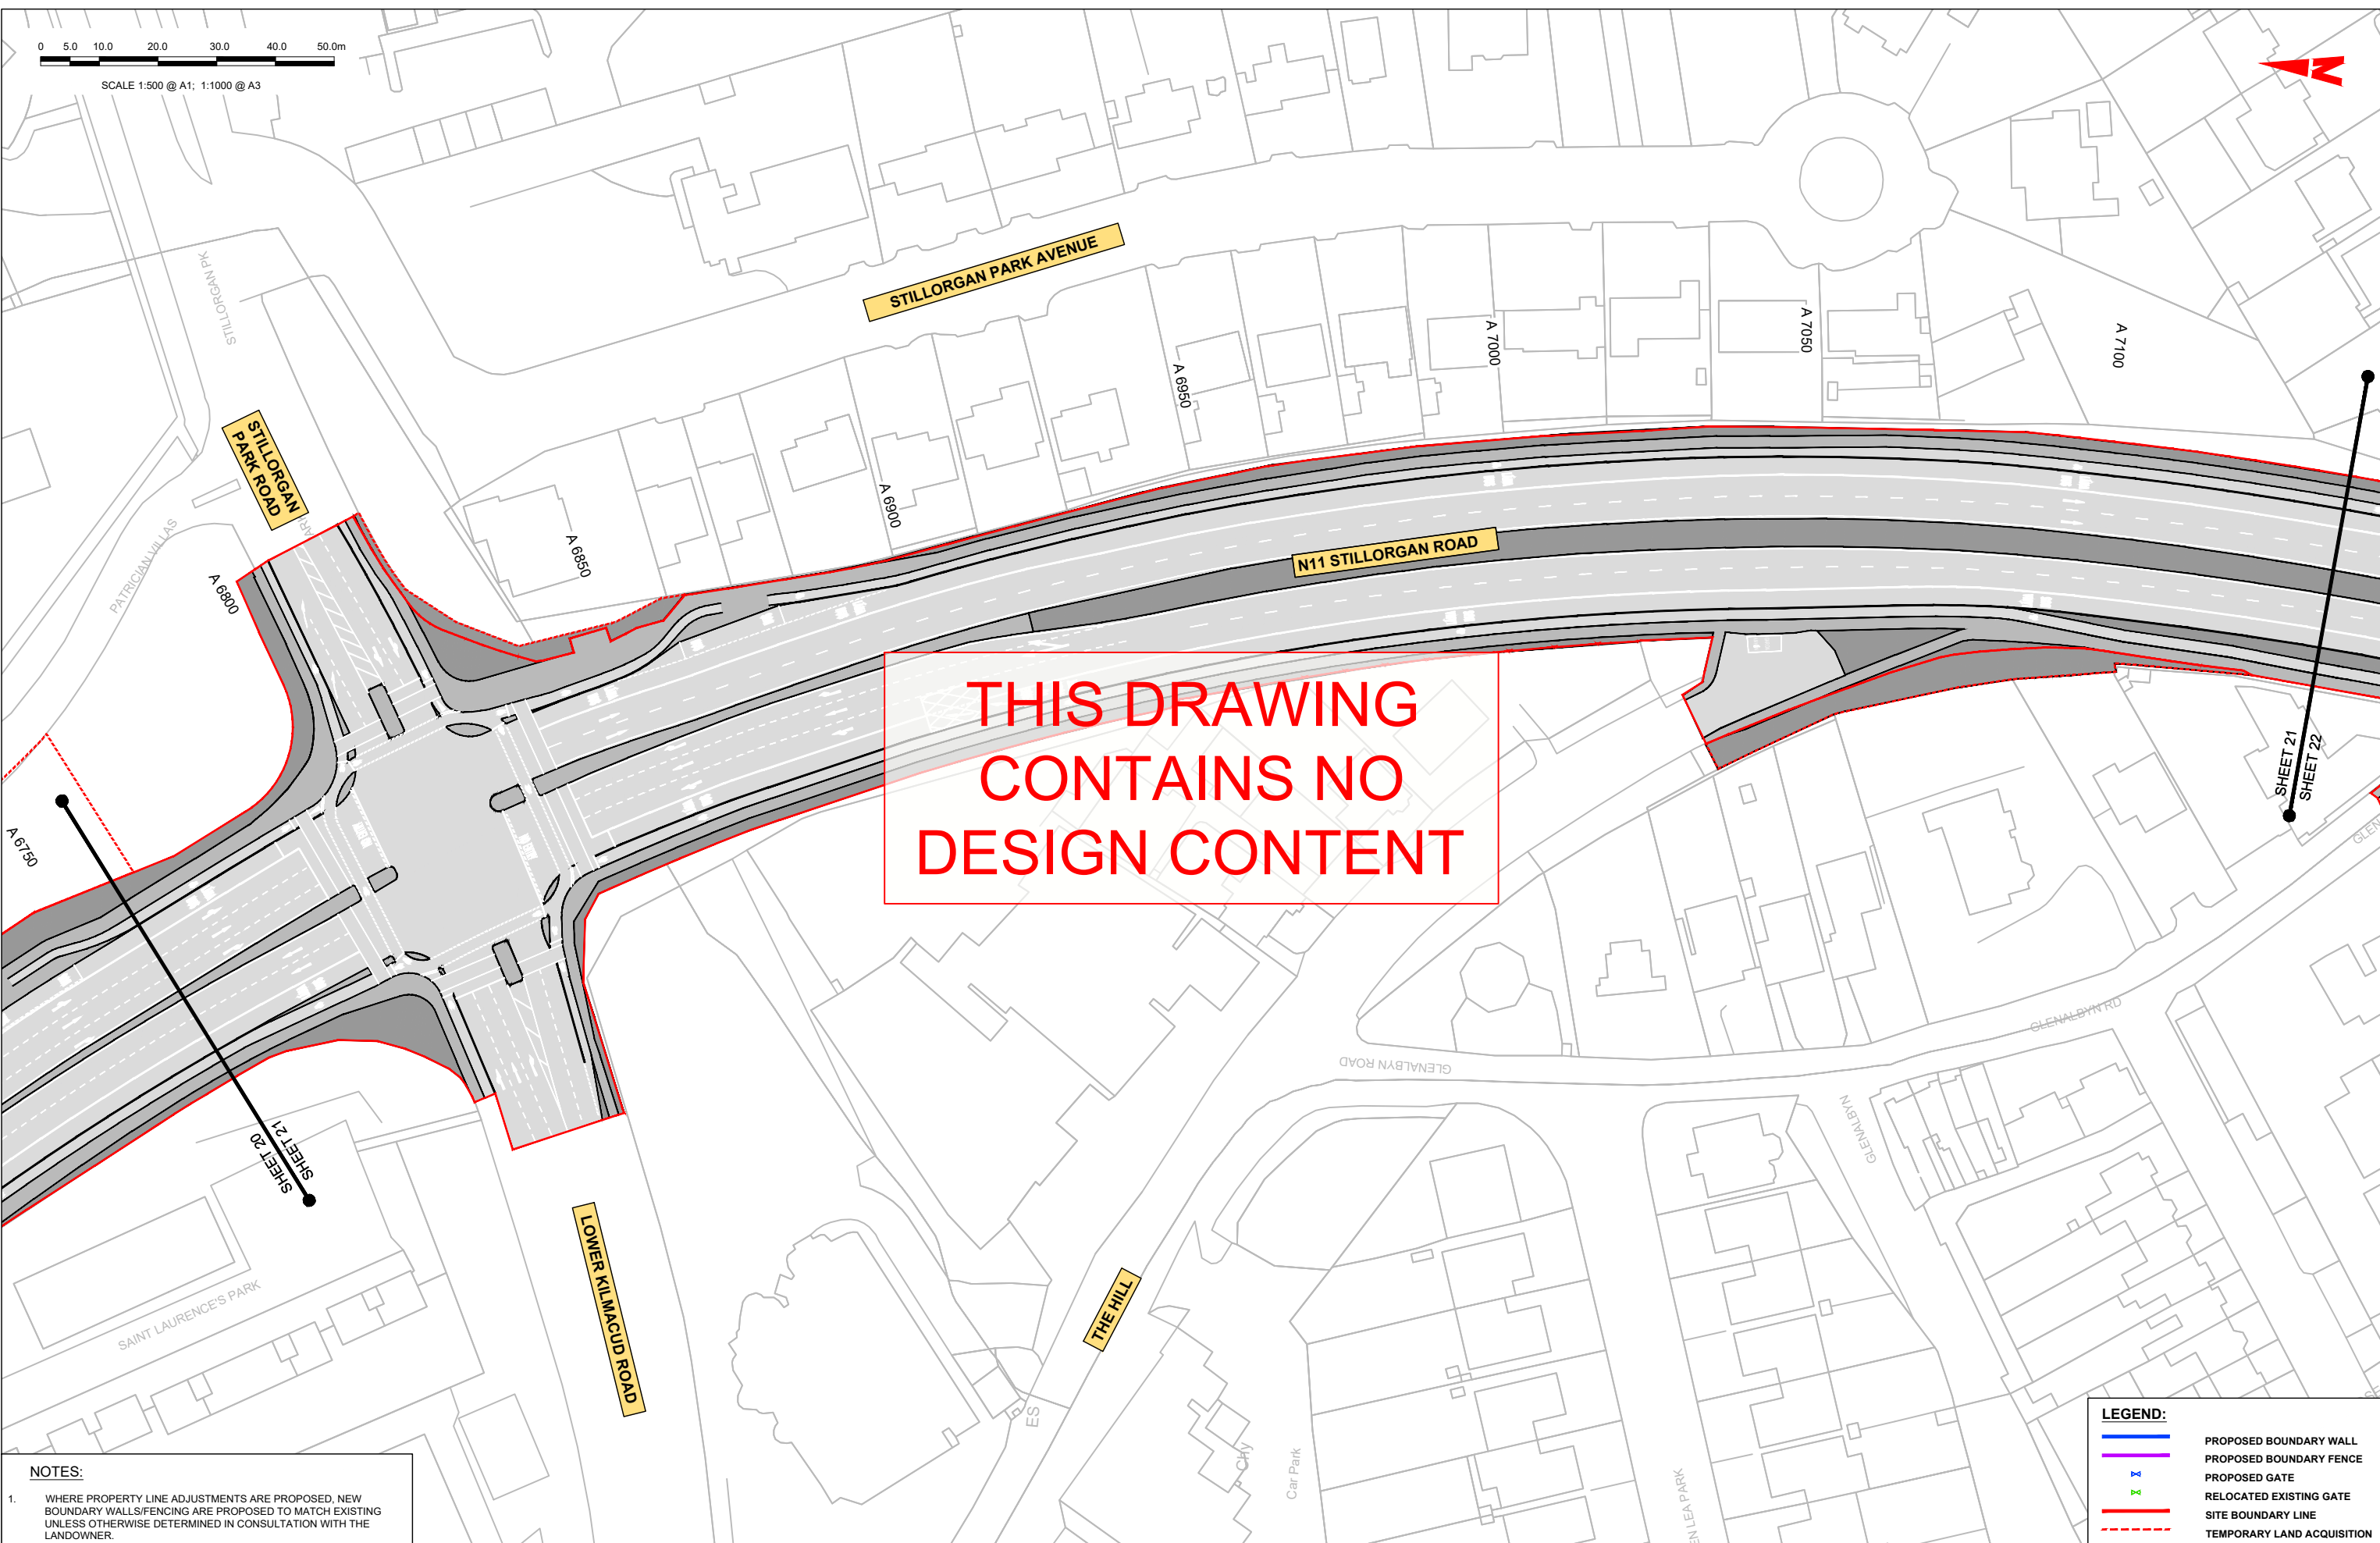 0 5.0 10.0 20.0 30.0 40.0 50.0m
SCALE 1:500 @ A1; 1:1000 @ A3
N
STILLORGAN PK
STILLORGAN PARK AVENUE
STILLORGAN
PARK ROAD
PATRICIAN VILLAS
A 6750
A 6800
A 6850
A 6900
A 6950
A 7000
A 7050
A 7100
N11 STILLORGAN ROAD
THIS DRAWING
CONTAINS NO
DESIGN CONTENT
SHEET 21
SHEET 22
SHEET 20
SHEET 21
GLENALBYN RD
GLENALBYN ROAD
GLENALBYN
SAINT LAURENCE'S PARK
LOWER KILMACUD ROAD
THE HILL
ES
Chy
Car Park
EN LEA PARK
NOTES:
1. WHERE PROPERTY LINE ADJUSTMENTS ARE PROPOSED, NEW
BOUNDARY WALLS/FENCING ARE PROPOSED TO MATCH EXISTING
UNLESS OTHERWISE DETERMINED IN CONSULTATION WITH THE
LANDOWNER.
LEGEND:
PROPOSED BOUNDARY WALL
PROPOSED BOUNDARY FENCE
PROPOSED GATE
RELOCATED EXISTING GATE
SITE BOUNDARY LINE
TEMPORARY LAND ACQUISITION